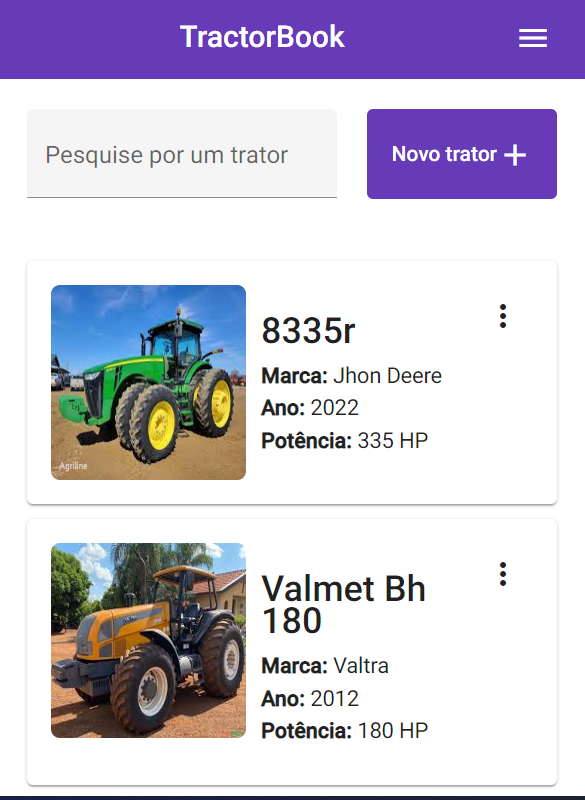 TractorBook
Pesquise por um trator
Novo trator
8335r
Marca: Jhon Deere
Ano: 2022
Potência: 335 HP
Agriline
Valmet Bh
180
Marca: Valtra
Ano: 2012
Potência: 180 HP